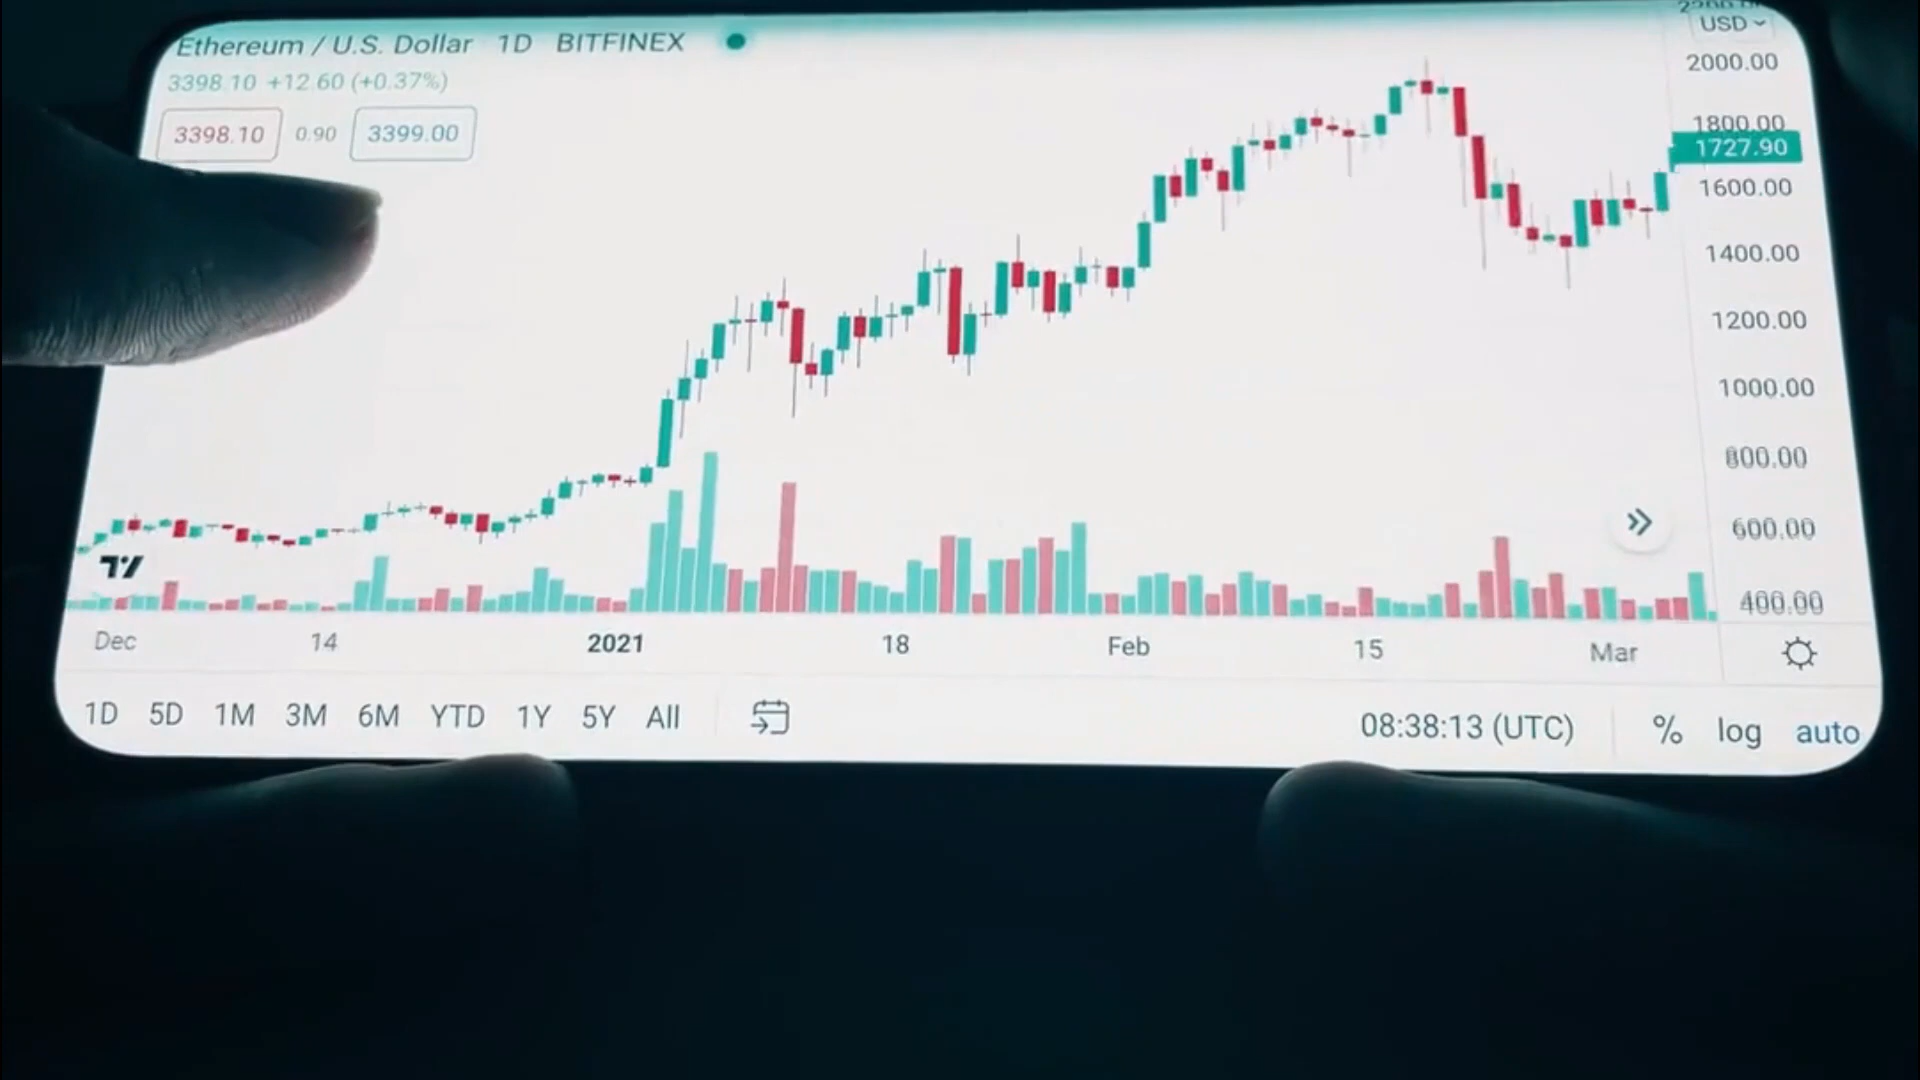 Ethereum / U.S. Dollar 1D BITFINEX
USD
3398.10 +12.60 (+0.37%)
3398.10 0.90 3399.00
2000.00
1800.00
1727.90
1600.00
1400.00
1200.00
1000.00
800.00
600.00
400.00
Dec 14 2021 18 Feb 15 Mar
1D 5D 1M 3M 6M YTD 1Y 5Y All 08:38:13 (UTC) % log auto